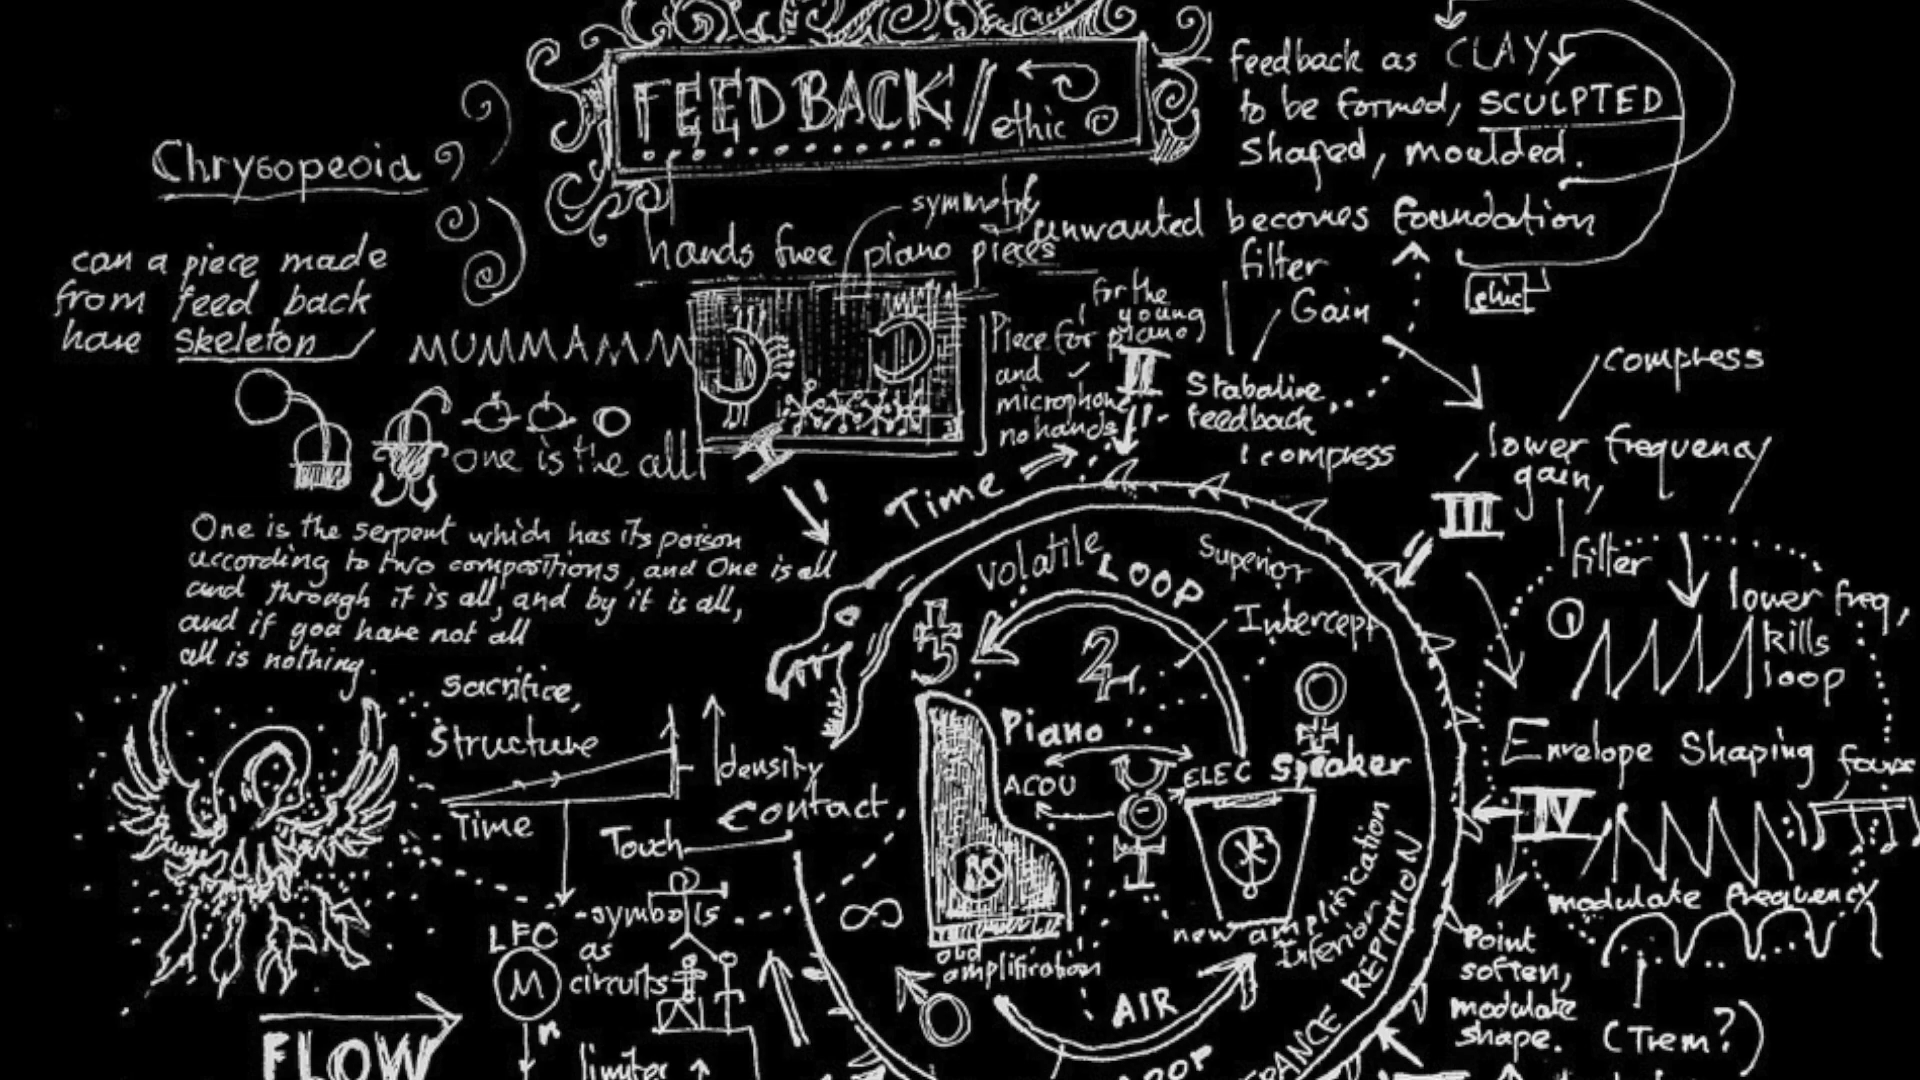 FEEDBACK/
ethic
feedback as CLAY
to be formed, SCULPTED
shaped, moulded.
unwanted becomes foundation
Chrysopeoia
can a piece made
from feed back
have skeleton
symmetry
hands free piano pieces
MUMMAMM
one is the all
for the
young
piano
Piece for
and
microphone
no hands
II
filter
Gain
Stabalise
feedback
compress
compress
lower frequency
gain,
III
filter
lower freq,
kills
loop
One is the serpent which has its poison
according to two compositions, and One is all
and through it is all, and by it is all,
and if you have not all
all is nothing.
Sacrifice,
Structure
Time
density
Touch
Contact
Time
Volatile
LOOP
Superior
Intercept
Piano
ACOU
ELEC
Speaker
old
amplification
new amplification
Inferior
REPITITION
AIR
LOOP
Envelope Shaping
IV
modulate frequency
Point
soften,
modulate
shape.
(Trem?)
LFO
M
symbols
as
circuits
limiter
FLOW